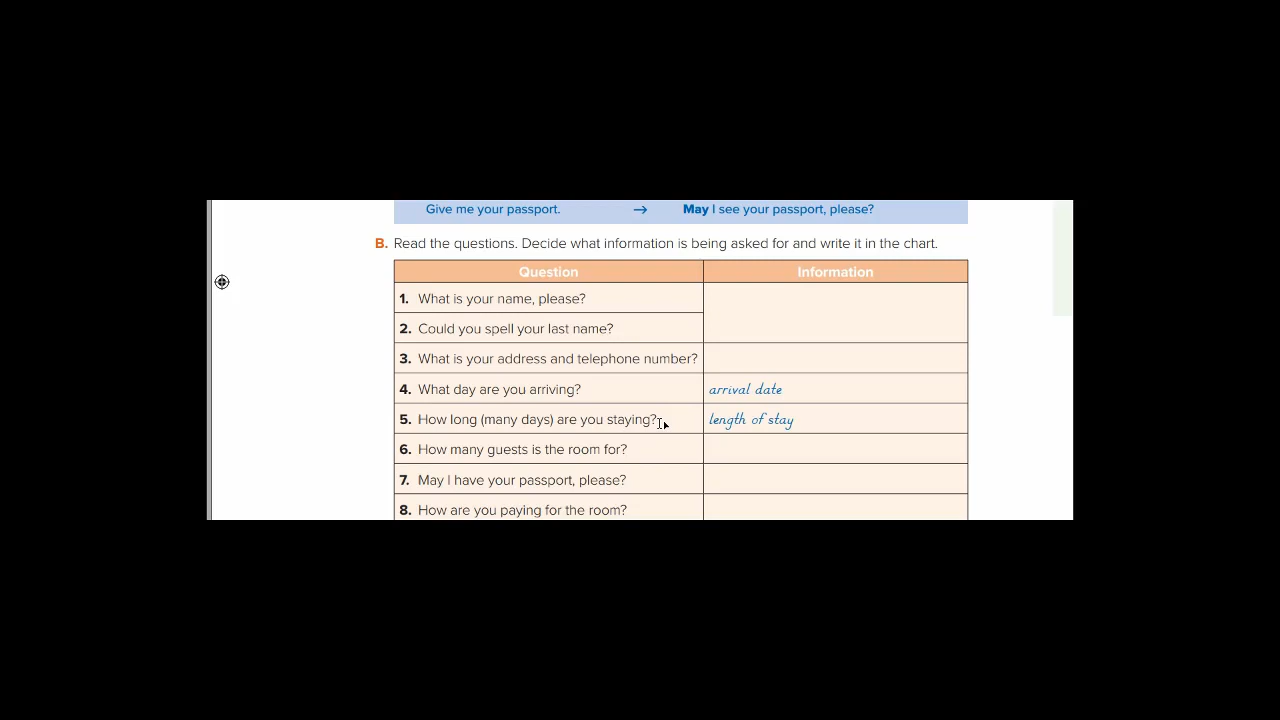 Give me your passport. → May I see your passport, please?
B. Read the questions. Decide what information is being asked for and write it in the chart.
Question Information
1. What is your name, please?
2. Could you spell your last name?
3. What is your address and telephone number?
4. What day are you arriving? arrival date
5. How long (many days) are you staying? length of stay
6. How many guests is the room for?
7. May I have your passport, please?
8. How are you paying for the room?